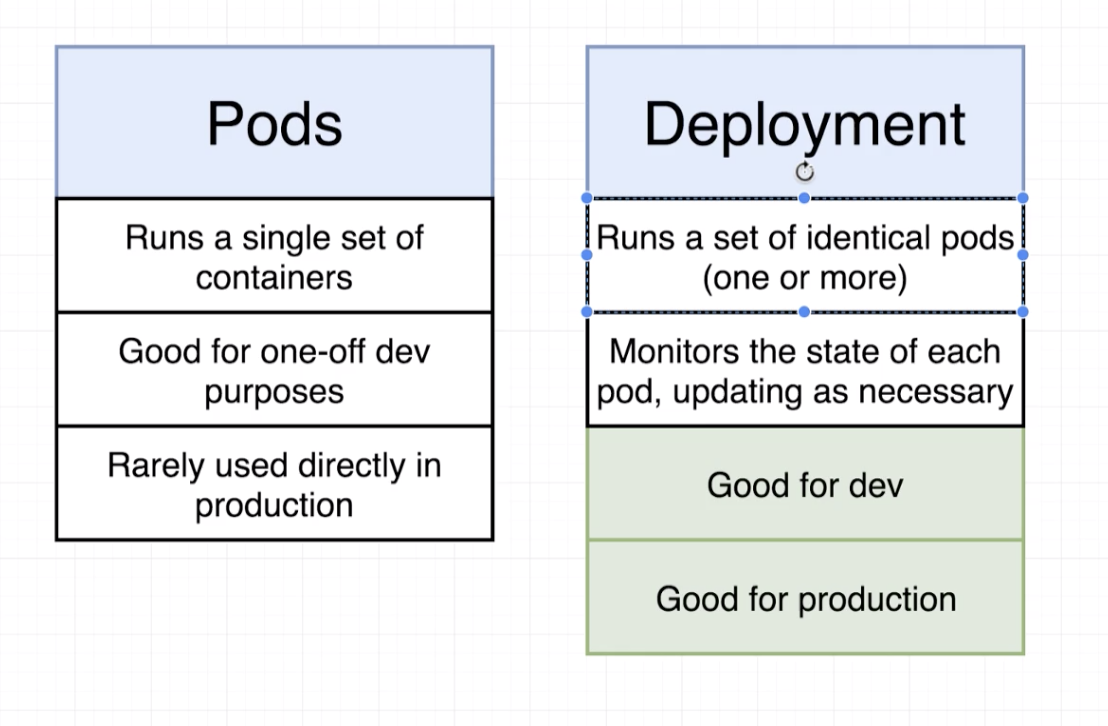 Pods
Runs a single set of
containers
Good for one-off dev
purposes
Rarely used directly in
production
Deployment
Runs a set of identical pods
(one or more)
Monitors the state of each
pod, updating as necessary
Good for dev
Good for production